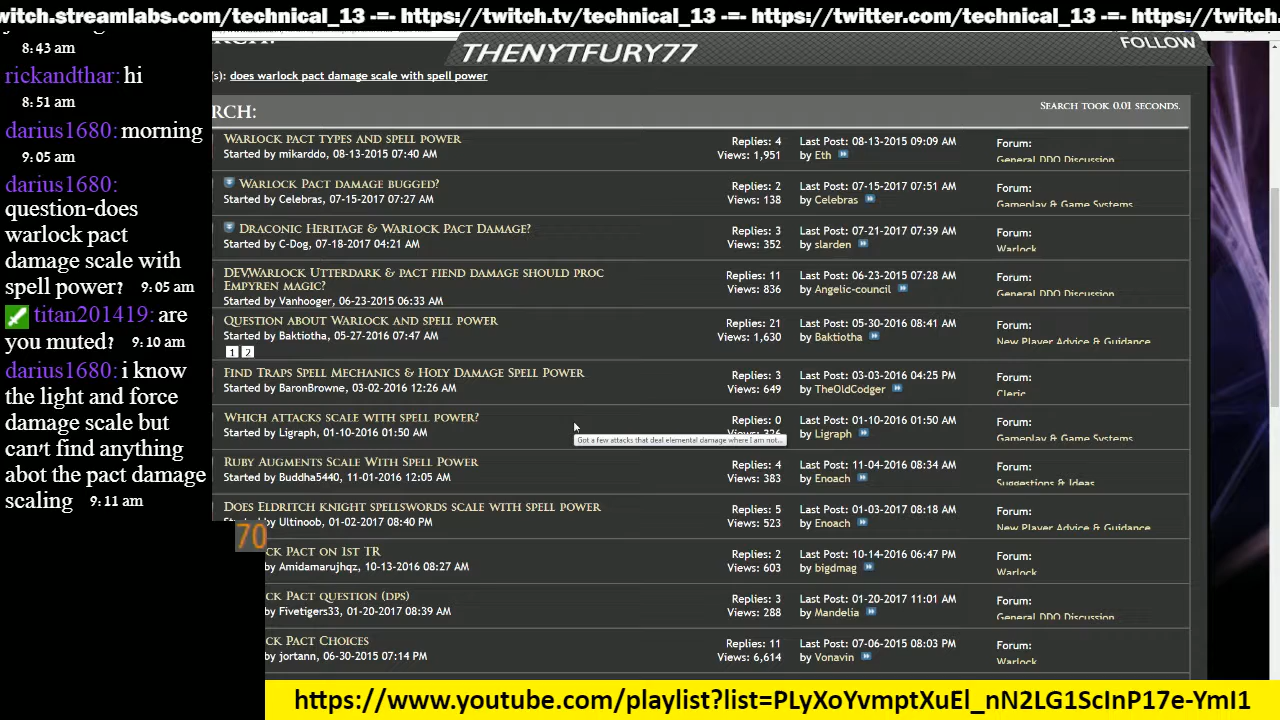 witch.streamlabs.com/technical_13 -=- https://twitch.tv/technical_13 -=- https://twitter.com/technical_13 -=- https://twitch.
8:43 am
rickandthar: hi
8:51 am
darius1680: morning
9:05 am
darius1680:
question-does
warlock pact
damage scale with
spell power? 9:05 am
titan201419: are
you muted? 9:10 am
darius1680: i know
the light and force
damage scale but
can't find anything
abot the pact damage
scaling 9:11 am
THENYTFURY77
FOLLOW
(s): does warlock pact damage scale with spell power
RCH:
Search took 0.01 seconds.
Warlock pact types and spell power
Started by mikarddo, 08-13-2015 07:40 AM
Replies: 4
Views: 1,951
Last Post: 08-13-2015 09:09 AM
by Eth
Forum:
General DDO Discussion
Warlock Pact damage bugged?
Started by Celebras, 07-15-2017 07:27 AM
Replies: 2
Views: 138
Last Post: 07-15-2017 07:51 AM
by Celebras
Forum:
Gameplay & Game Systems
Draconic Heritage & Warlock Pact Damage?
Started by C-Dog, 07-18-2017 04:21 AM
Replies: 3
Views: 352
Last Post: 07-21-2017 07:39 AM
by slarden
Forum:
Warlock
DEV:Warlock Utterdark & pact fiend damage should proc
Empyren magic?
Started by Vanhooger, 06-23-2015 06:33 AM
Replies: 11
Views: 836
Last Post: 06-23-2015 07:28 AM
by Angelic-council
Forum:
General DDO Discussion
Question about Warlock and spell power
Started by Baktiotha, 05-27-2016 07:47 AM
1 2
Replies: 21
Views: 1,630
Last Post: 05-30-2016 08:41 AM
by Baktiotha
Forum:
New Player Advice & Guidance
Find Traps Spell Mechanics & Holy Damage Spell Power
Started by BaronBrowne, 03-02-2016 12:26 AM
Replies: 3
Views: 649
Last Post: 03-03-2016 04:25 PM
by TheOldCodger
Forum:
Cleric
Which attacks scale with spell power?
Started by Ligraph, 01-10-2016 01:50 AM
Got a few attacks that deal elemental damage where I am not...
Replies: 0
Views: 326
Last Post: 01-10-2016 01:50 AM
by Ligraph
Forum:
Gameplay & Game Systems
Ruby Augments Scale With Spell Power
Started by Buddha5440, 11-01-2016 12:05 AM
Replies: 4
Views: 383
Last Post: 11-04-2016 08:34 AM
by Enoach
Forum:
Suggestions & Ideas
Does Eldritch knight spellswords scale with spell power
Started by Ultinoob, 01-02-2017 08:40 PM
Replies: 5
Views: 523
Last Post: 01-03-2017 08:18 AM
by Enoach
Forum:
New Player Advice & Guidance
70
ck Pact on 1st TR
by Amidamarujhqz, 10-13-2016 08:27 AM
Replies: 2
Views: 603
Last Post: 10-14-2016 06:47 PM
by bigdmag
Forum:
Warlock
ck Pact question (dps)
by Fivetigers33, 01-20-2017 08:39 AM
Replies: 3
Views: 288
Last Post: 01-20-2017 11:01 AM
by Mandelia
Forum:
General DDO Discussion
ck Pact Choices
by jortann, 06-30-2015 07:14 PM
Replies: 11
Views: 6,614
Last Post: 07-06-2015 08:03 PM
by Vonavin
Forum:
Warlock
https://www.youtube.com/playlist?list=PLyXoYvmptXuEl_nN2LG1ScInP17e-YmI1